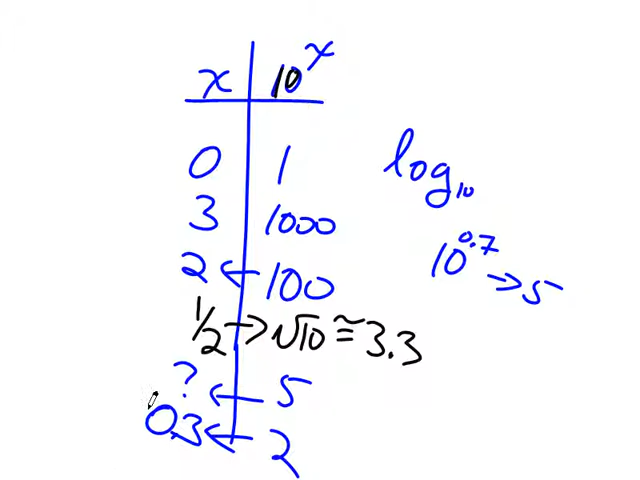 x 10^x
0 1
3 1000 log₁₀
2 ← 100 10^0.7 → 5
1/2 → √10 ≅ 3.3
? ← 5
0.3 ← 2